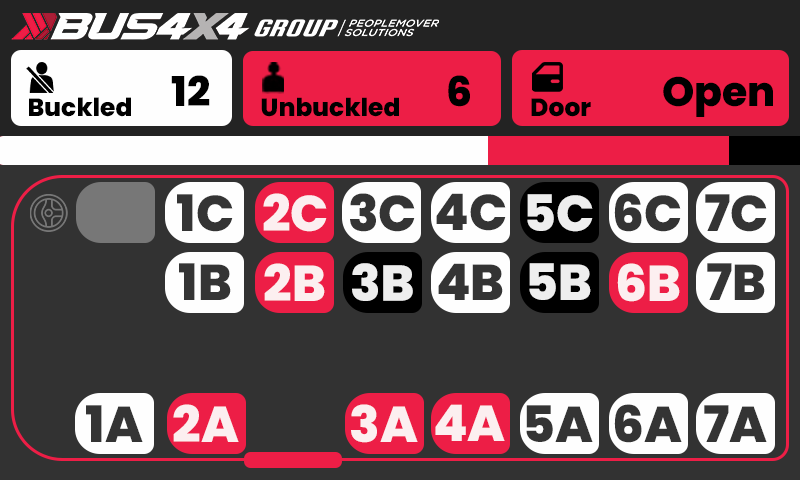 BUS4X4 GROUP PEOPLEMOVER
SOLUTIONS
Buckled 12
Unbuckled 6
Door Open
1C 2C 3C 4C 5C 6C 7C
1B 2B 3B 4B 5B 6B 7B
1A 2A 3A 4A 5A 6A 7A